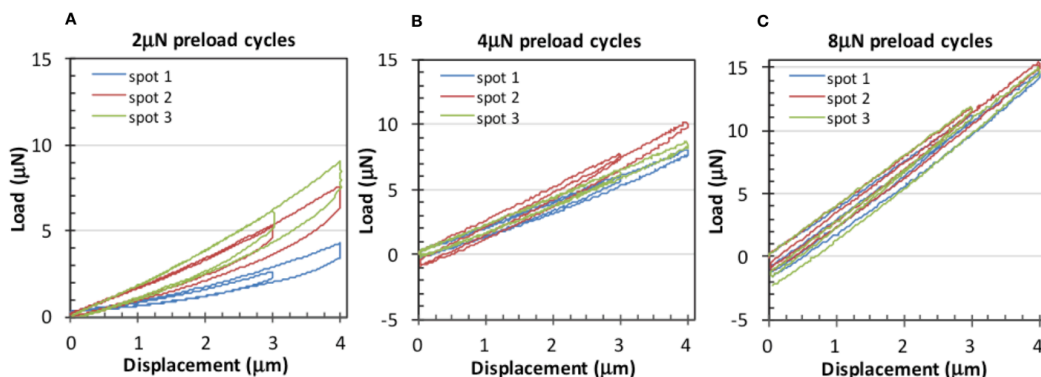 A
2μN preload cycles
15
10
5
0
Load (μN)
spot 1
spot 2
spot 3
0 1 2 3 4
Displacement (μm)
B
4μN preload cycles
15
10
5
0
-5
Load (μN)
spot 1
spot 2
spot 3
0 1 2 3 4
Displacement (μm)
C
8μN preload cycles
15
10
5
0
-5
Load (μN)
spot 1
spot 2
spot 3
0 1 2 3 4
Displacement (μm)